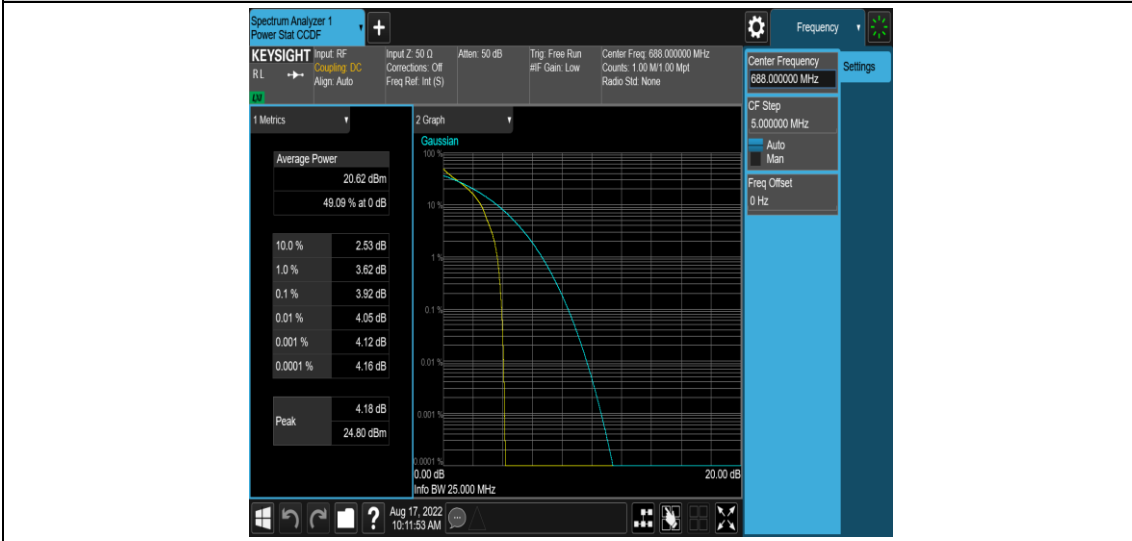 Spectrum Analyzer 1
Power Stat CCDF
+
Frequency
KEYSIGHT
RL
LXI
Input: RF
Coupling: DC
Align: Auto
Input Z: 50 Ω
Corrections: Off
Freq Ref: Int (S)
Atten: 50 dB
Trig: Free Run
#IF Gain: Low
Center Freq: 688.000000 MHz
Counts: 1.00 M/1.00 Mpt
Radio Std: None
Center Frequency
688.000000 MHz
Settings
CF Step
5.000000 MHz
Auto
Man
Freq Offset
0 Hz
1 Metrics
Average Power
20.62 dBm
49.09 % at 0 dB
10.0 % 2.53 dB
1.0 % 3.62 dB
0.1 % 3.92 dB
0.01 % 4.05 dB
0.001 % 4.12 dB
0.0001 % 4.16 dB
Peak
4.18 dB
24.80 dBm
2 Graph
Gaussian
100 %
10 %
1 %
0.1 %
0.01 %
0.001 %
0.0001 %
0.00 dB 20.00 dB
Info BW 25.000 MHz
?
Aug 17, 2022
10:11:53 AM